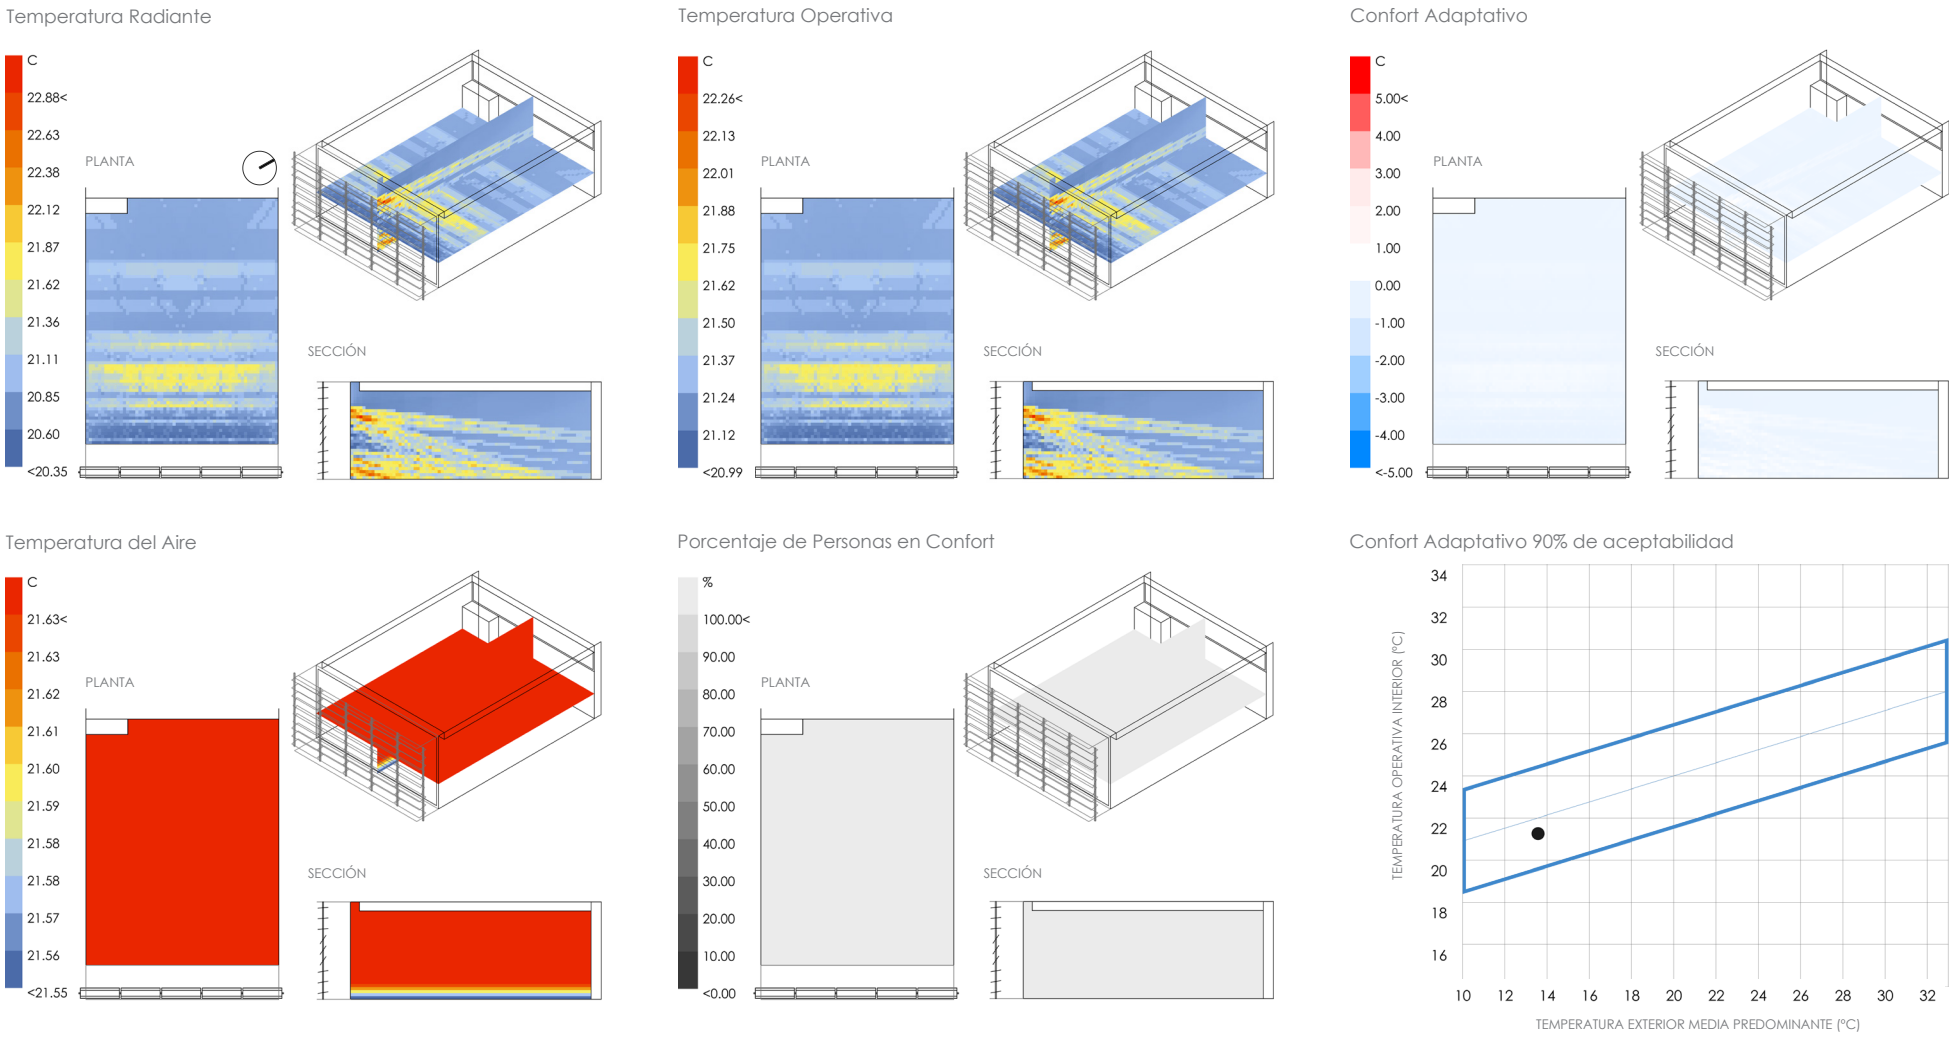 Temperatura Radiante
C
22.88<
22.63
22.38
22.12
21.87
21.62
21.36
21.11
20.85
20.60
<20.35
PLANTA
SECCIÓN
Temperatura Operativa
C
22.26<
22.13
22.01
21.88
21.75
21.62
21.50
21.37
21.24
21.12
<20.99
PLANTA
SECCIÓN
Confort Adaptativo
C
5.00<
4.00
3.00
2.00
1.00
0.00
-1.00
-2.00
-3.00
-4.00
<-5.00
PLANTA
SECCIÓN
Temperatura del Aire
C
21.63<
21.63
21.62
21.61
21.60
21.59
21.58
21.58
21.57
21.56
<21.55
PLANTA
SECCIÓN
Porcentaje de Personas en Confort
%
100.00<
90.00
80.00
70.00
60.00
50.00
40.00
30.00
20.00
10.00
<0.00
PLANTA
SECCIÓN
Confort Adaptativo 90% de aceptabilidad
TEMPERATURA OPERATIVA INTERIOR (ºC)
34
32
30
28
26
24
22
20
18
16
10 12 14 16 18 20 22 24 26 28 30 32
TEMPERATURA EXTERIOR MEDIA PREDOMINANTE (ºC)